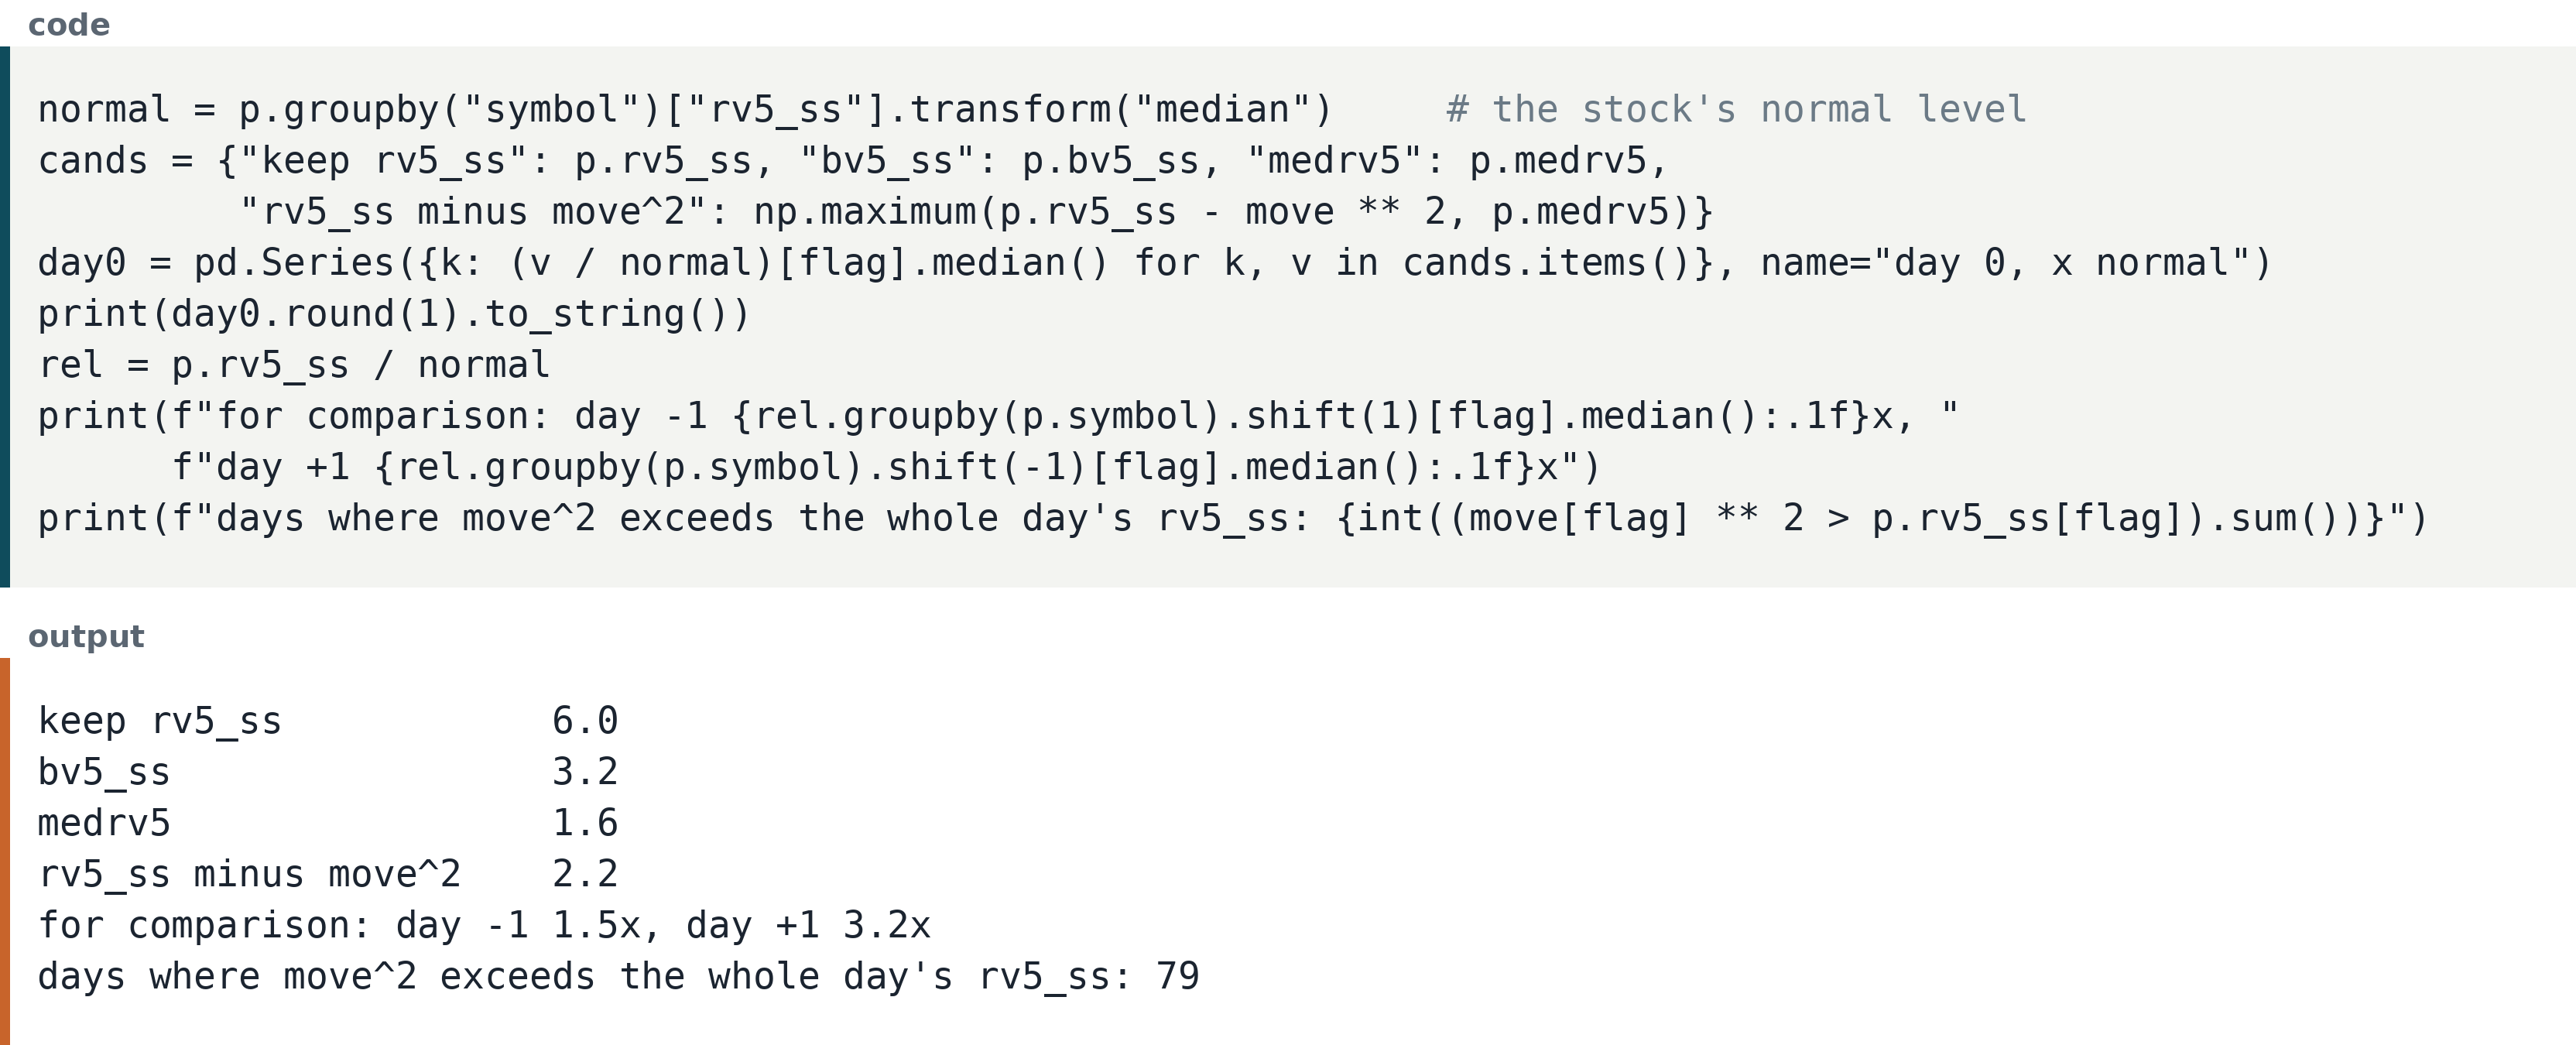 code
normal = p.groupby("symbol")["rv5_ss"].transform("median")     # the stock's normal level
cands = {"keep rv5_ss": p.rv5_ss, "bv5_ss": p.bv5_ss, "medrv5": p.medrv5,
         "rv5_ss minus move^2": np.maximum(p.rv5_ss - move ** 2, p.medrv5)}
day0 = pd.Series({k: (v / normal)[flag].median() for k, v in cands.items()}, name="day 0, x normal")
print(day0.round(1).to_string())
rel = p.rv5_ss / normal
print(f"for comparison: day -1 {rel.groupby(p.symbol).shift(1)[flag].median():.1f}x, "
      f"day +1 {rel.groupby(p.symbol).shift(-1)[flag].median():.1f}x")
print(f"days where move^2 exceeds the whole day's rv5_ss: {int((move[flag] ** 2 > p.rv5_ss[flag]).sum())}")
output
keep rv5_ss            6.0
bv5_ss                 3.2
medrv5                 1.6
rv5_ss minus move^2    2.2
for comparison: day -1 1.5x, day +1 3.2x
days where move^2 exceeds the whole day's rv5_ss: 79